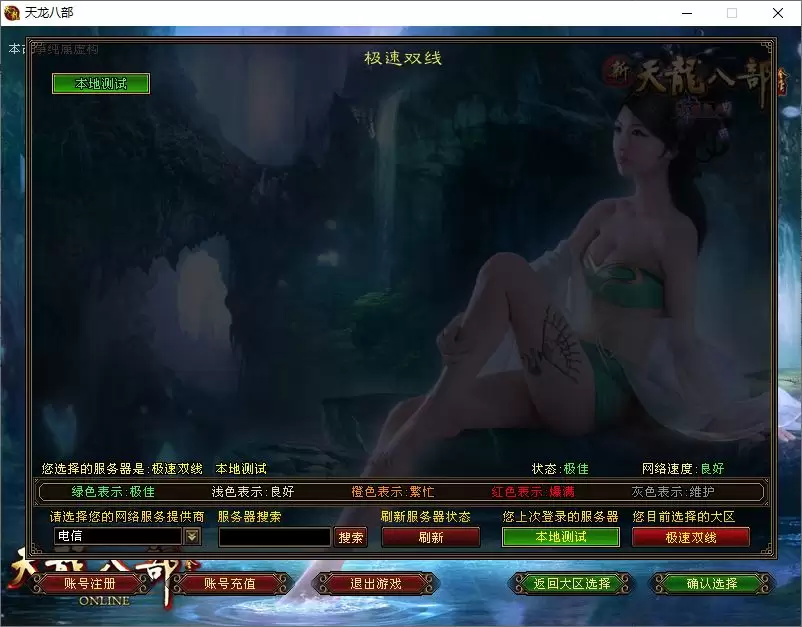 天龙八部
本故事纯属虚构
极速双线
新天龍八部
本地测试
您选择的服务器是:极速双线 本地测试 状态:极佳 网络速度:良好
绿色表示:极佳 浅色表示:良好 橙色表示:繁忙 红色表示:爆满 灰色表示:维护
请选择您的网络服务提供商 服务器搜索 刷新服务器状态 您上次登录的服务器 您目前选择的大区
电信 搜索 刷新 本地测试 极速双线
天龙八部
ONLINE
账号注册 账号充值 退出游戏 返回大区选择 确认选择